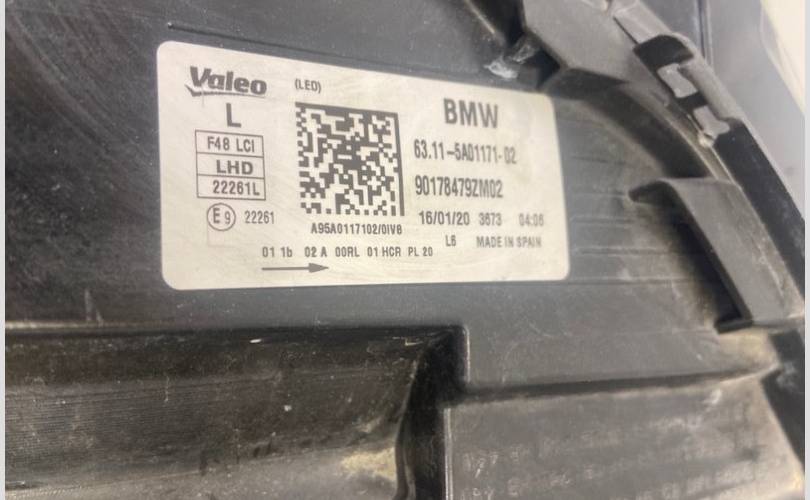 Valeo (LED)
L
F48 LCI
LHD
22261L
E9 22261
BMW
63.11-5A01171-02
90178479ZM02
16/01/20 3673 04:06
L6 MADE IN SPAIN
A95A0117102/0IV8
01 1b 02 A 00RL 01 HCR PL 20